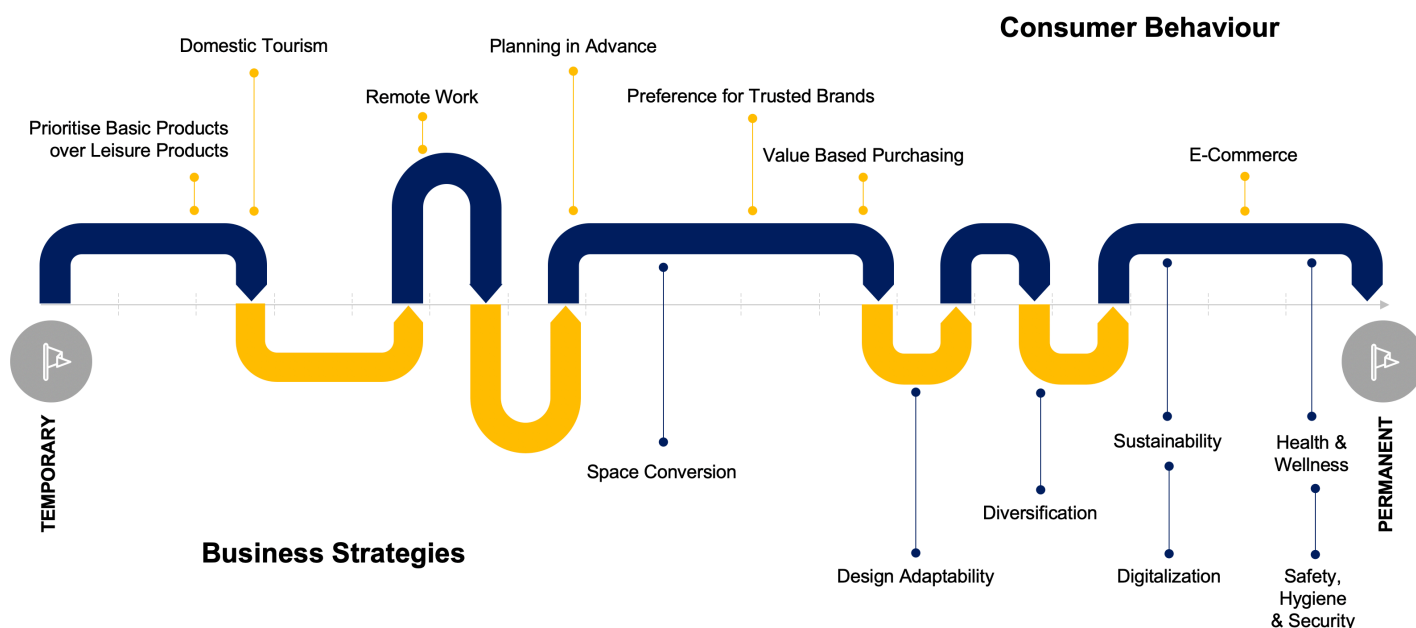 Consumer Behaviour
Domestic Tourism
Planning in Advance
Remote Work
Preference for Trusted Brands
Prioritise Basic Products
over Leisure Products
Value Based Purchasing
E-Commerce
TEMPORARY
PERMANENT
Space Conversion
Sustainability
Health &
Wellness
Diversification
Business Strategies
Design Adaptability
Digitalization
Safety,
Hygiene
& Security